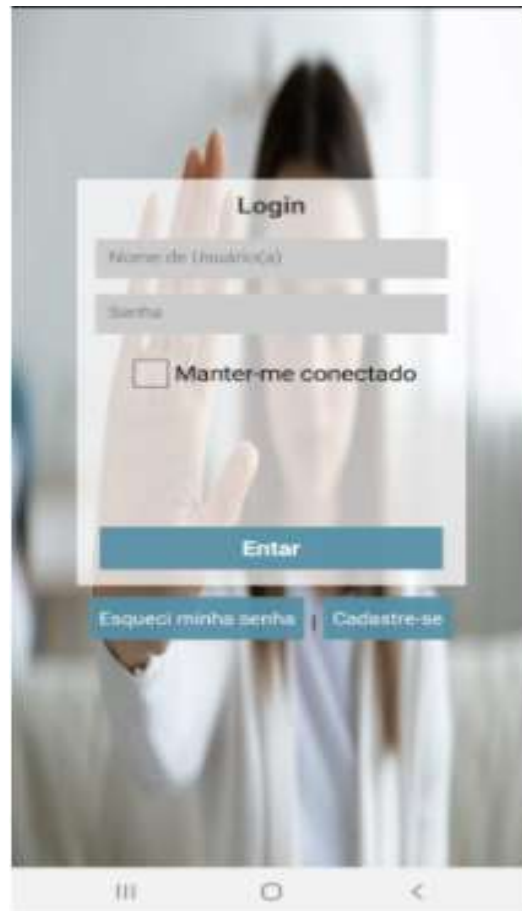 Login
Nome de Usuário(a)
Senha
Manter-me conectado
Entar
Esqueci minha senha | Cadastre-se